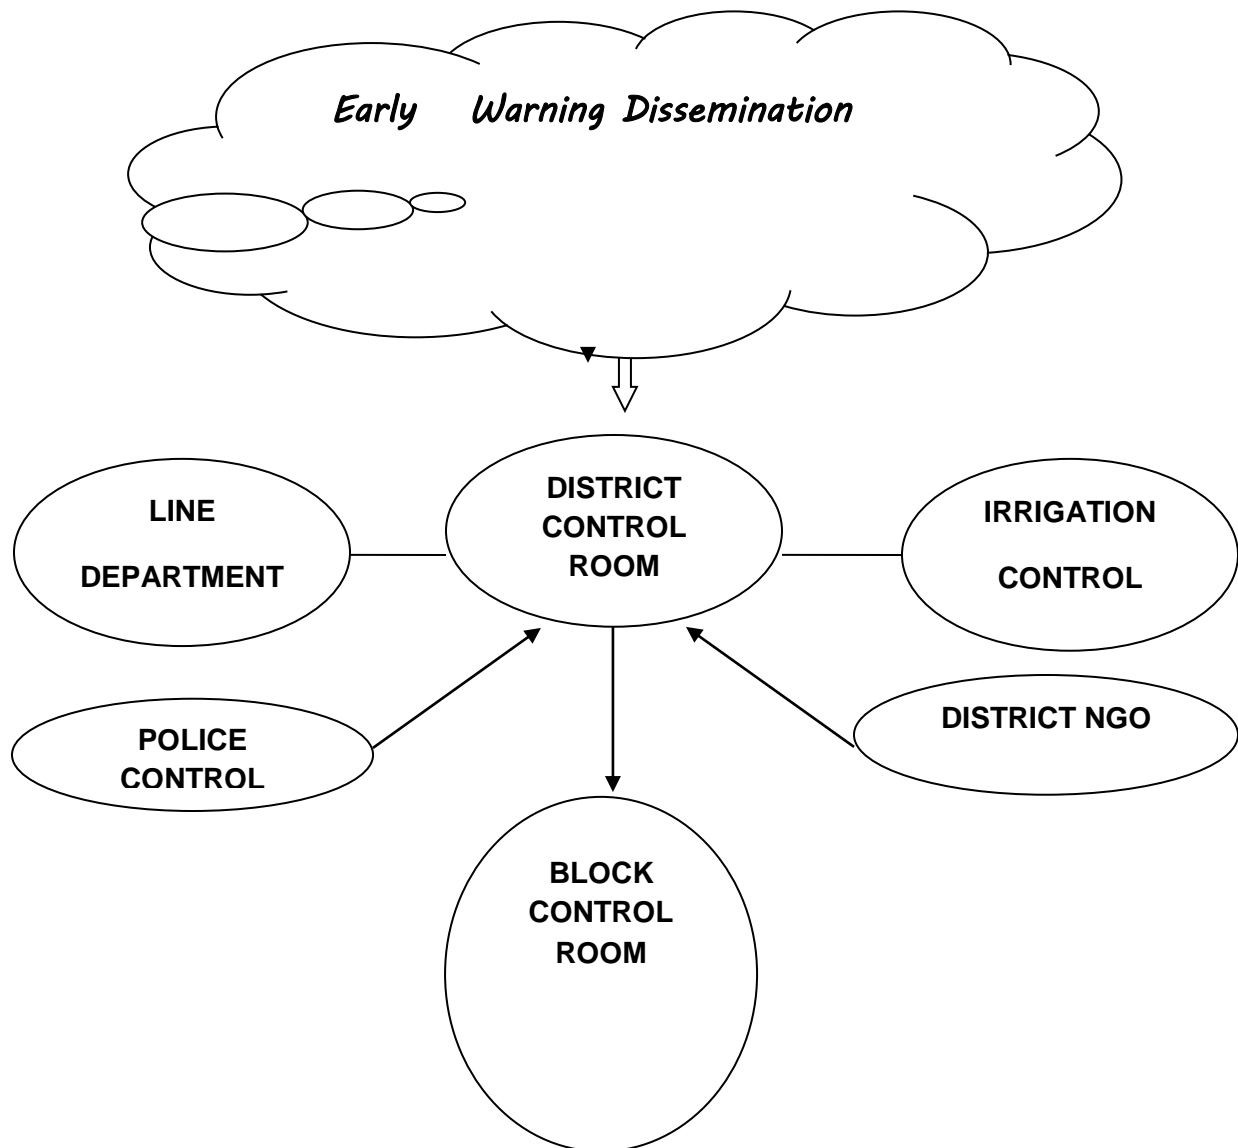 Early Warning Dissemination
DISTRICT
CONTROL
ROOM
LINE
DEPARTMENT
IRRIGATION
CONTROL
POLICE
CONTROL
DISTRICT NGO
BLOCK
CONTROL
ROOM